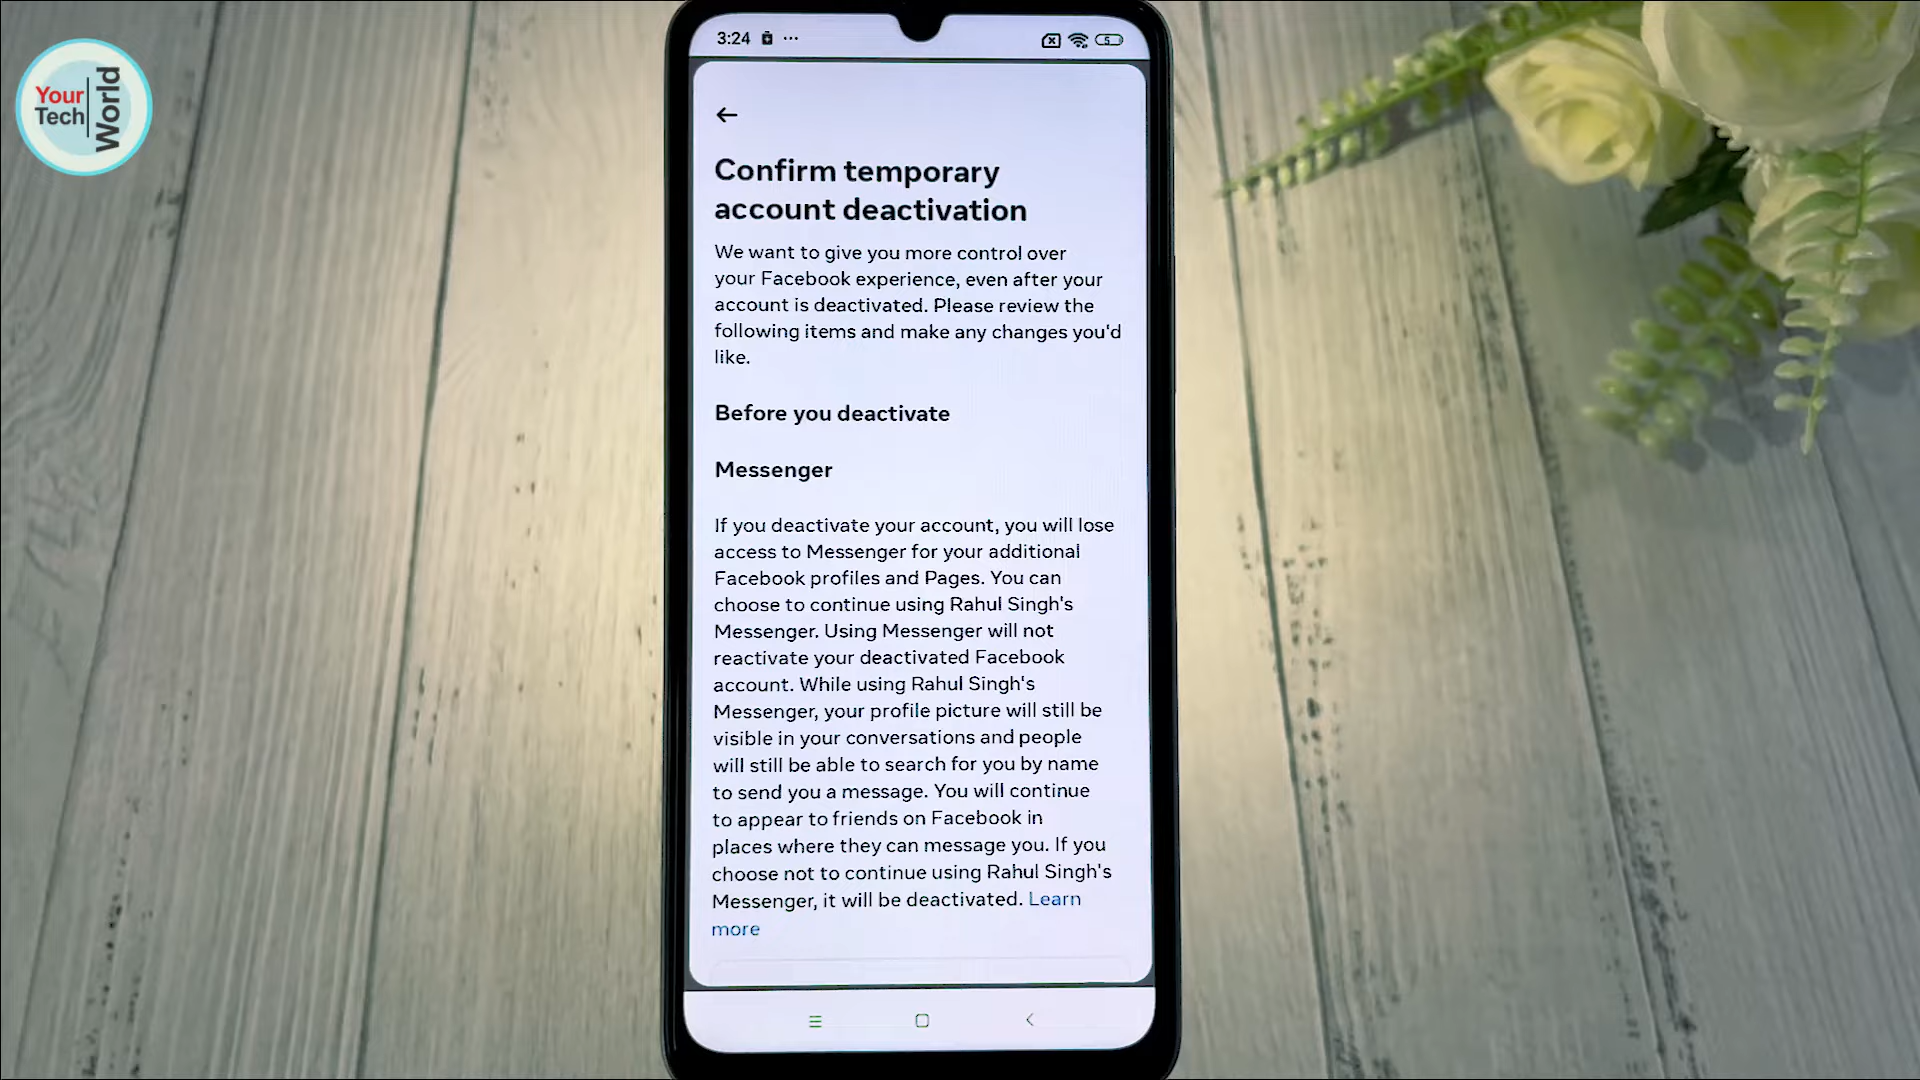 Your
Tech
World
3:24
5
Confirm temporary
account deactivation
We want to give you more control over
your Facebook experience, even after your
account is deactivated. Please review the
following items and make any changes you'd
like.
Before you deactivate
Messenger
If you deactivate your account, you will lose
access to Messenger for your additional
Facebook profiles and Pages. You can
choose to continue using Rahul Singh's
Messenger. Using Messenger will not
reactivate your deactivated Facebook
account. While using Rahul Singh's
Messenger, your profile picture will still be
visible in your conversations and people
will still be able to search for you by name
to send you a message. You will continue
to appear to friends on Facebook in
places where they can message you. If you
choose not to continue using Rahul Singh's
Messenger, it will be deactivated. Learn
more